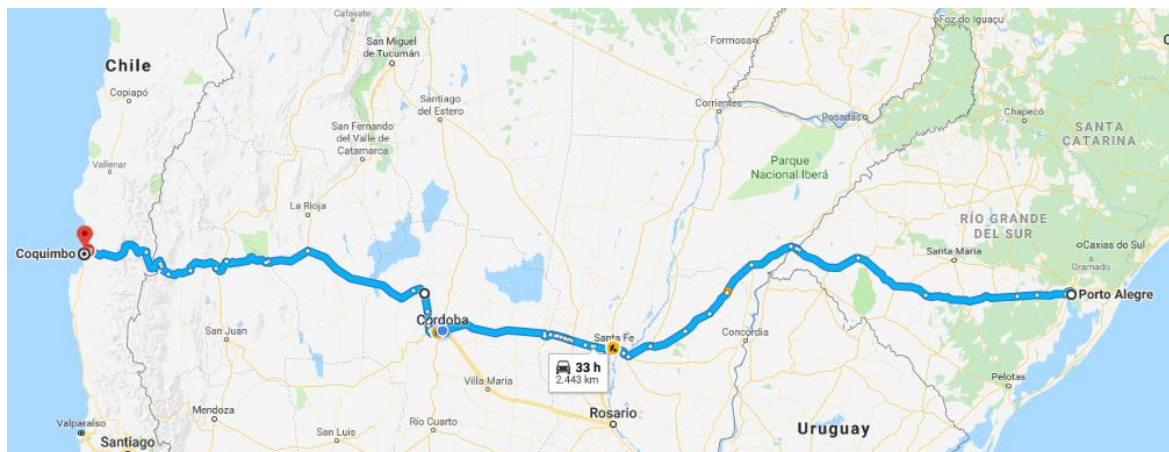 Cafayate
Foz do Iguaçu
San Miguel
de Tucumán
Formosa
Chile
Copiapó
Santiago
del Estero
Corrientes
Posadas
Chapecó
SANTA
CATARINA
San Fernando
del Valle de
Catamarca
Vallenar
Parque
Nacional Iberá
La Rioja
RÍO GRANDE
DEL SUR
Coquimbo
Santa Maria
Caxias do Sul
Gramado
Porto Alegre
Córdoba
San Juan
Santa Fe
Concordia
33 h
2.443 km
Villa María
Pelotas
Mendoza
Rosario
Valparaíso
San Luis
Río Cuarto
Uruguay
Santiago